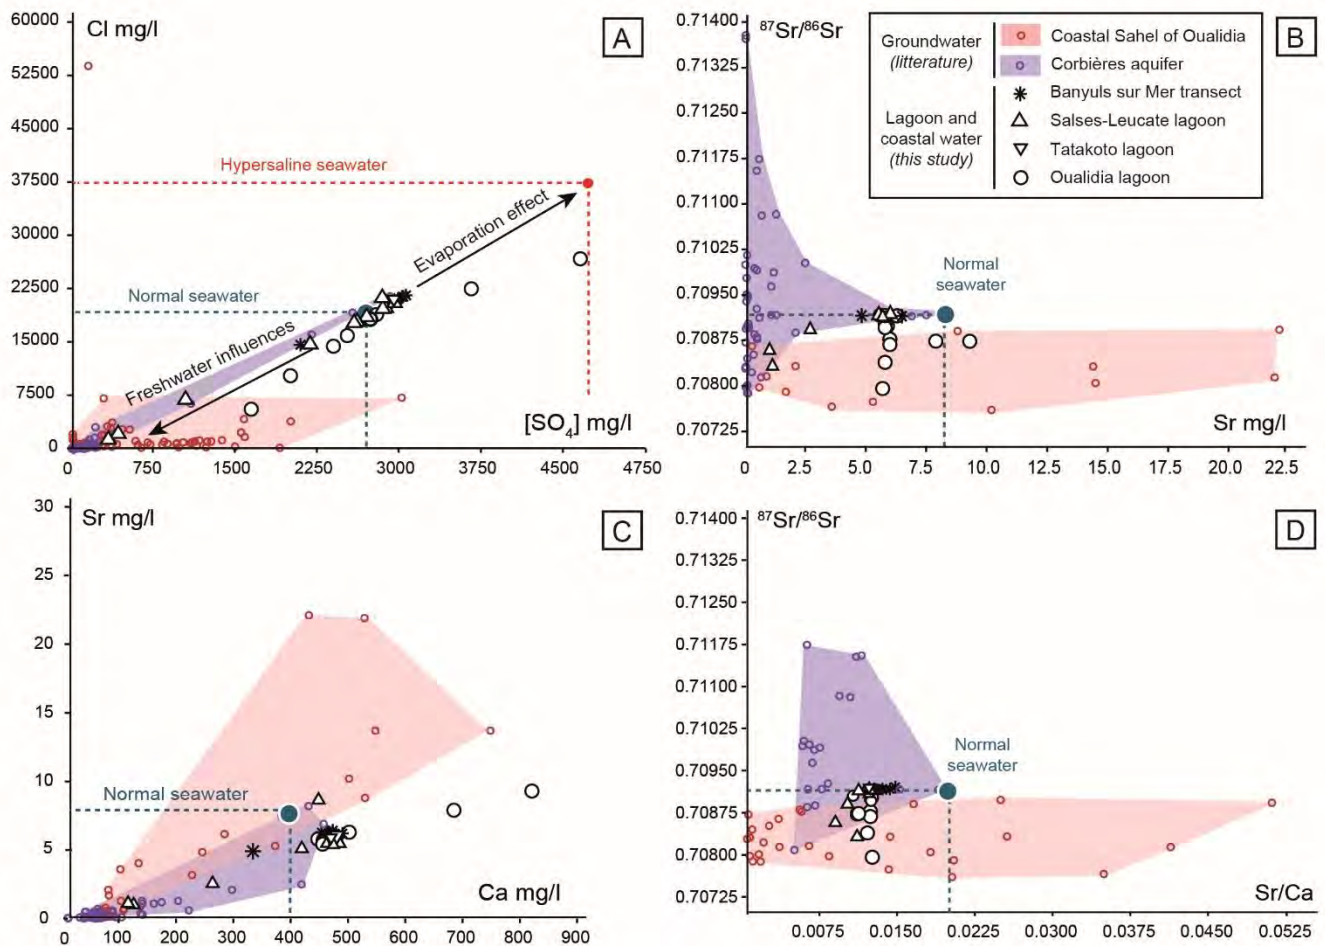 Cl mg/l
A
60000
52500
45000
37500
30000
22500
15000
7500
0
Hypersaline seawater
Normal seawater
Evaporation effect
Freshwater influences
[SO4] mg/l
0 750 1500 2250 3000 3750 4500 4750
87Sr/86Sr
B
0.71400
0.71325
0.71250
0.71175
0.71100
0.71025
0.70950
0.70875
0.70800
0.70725
Groundwater
(litterature)
Coastal Sahel of Oualidia
Corbières aquifer
Lagoon and
coastal water
(this study)
Banyuls sur Mer transect
Salses-Leucate lagoon
Tatakoto lagoon
Oualidia lagoon
Normal
seawater
Sr mg/l
0 2.5 5.0 7.5 10.0 12.5 15.0 17.5 20.0 22.5
Sr mg/l
C
30
25
20
15
10
5
0
Normal seawater
Ca mg/l
0 100 200 300 400 500 600 700 800 900
87Sr/86Sr
D
0.71400
0.71325
0.71250
0.71175
0.71100
0.71025
0.70950
0.70875
0.70800
0.70725
Normal
seawater
Sr/Ca
0.0075 0.0150 0.0225 0.0300 0.0375 0.0450 0.0525